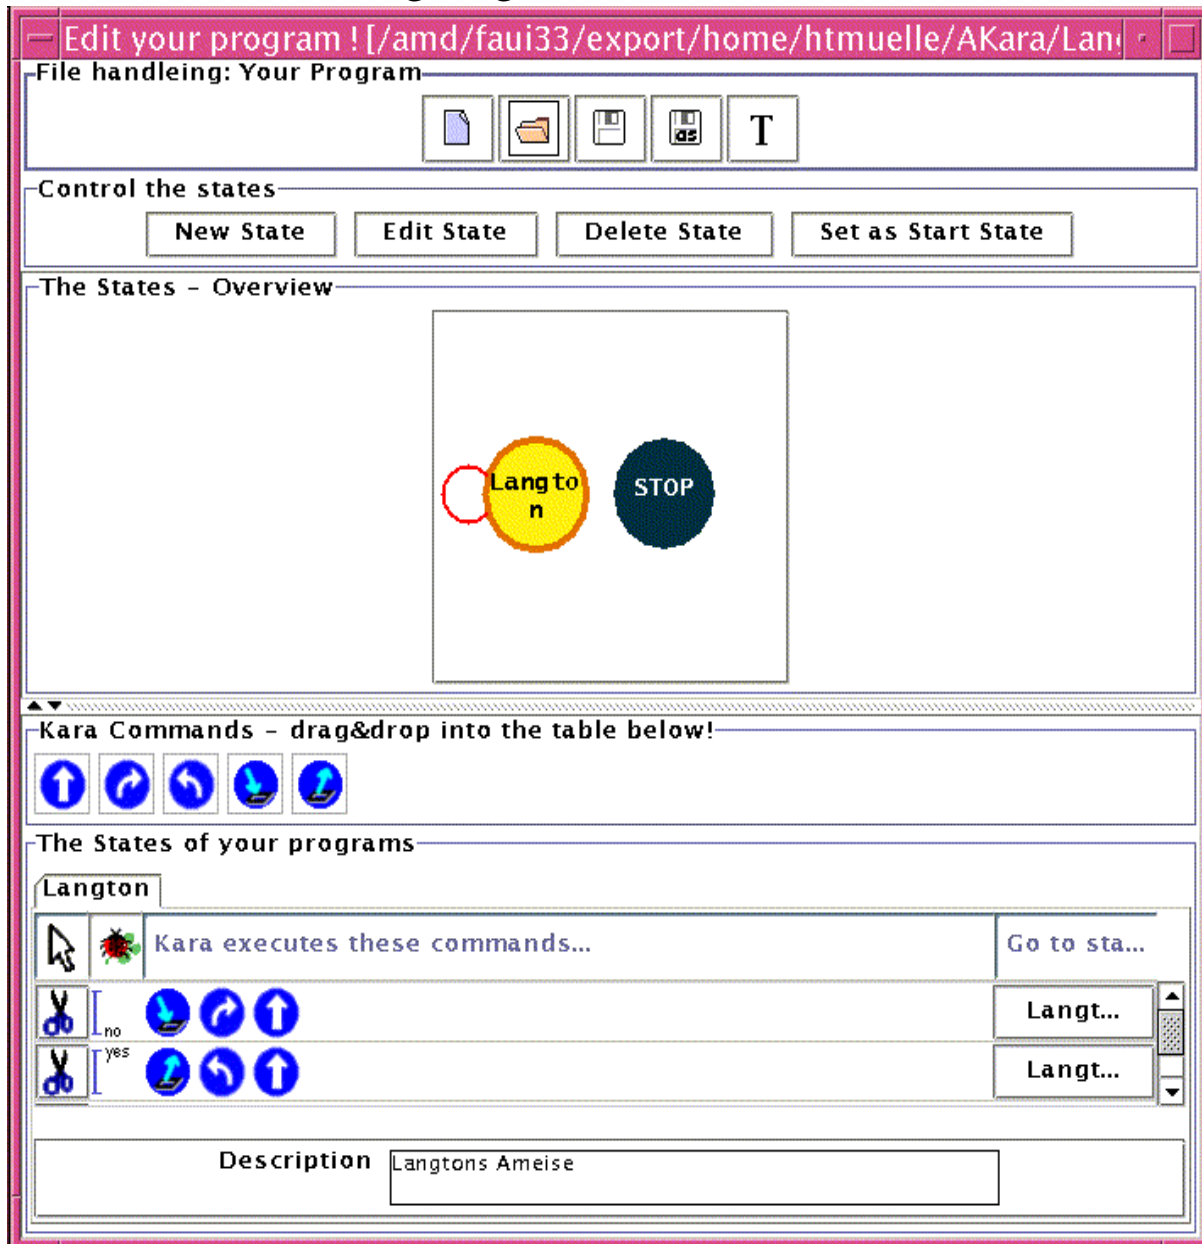 Edit your program ! [/amd/faui33/export/home/htmuelle/AKara/Lan
File handleing: Your Program
as
T
Control the states
New State Edit State Delete State Set as Start State
The States – Overview
Langto
n
STOP
Kara Commands – drag&drop into the table below!
The States of your programs
Langton
Kara executes these commands... Go to sta...
no Langt...
yes Langt...
Description Langtons Ameise